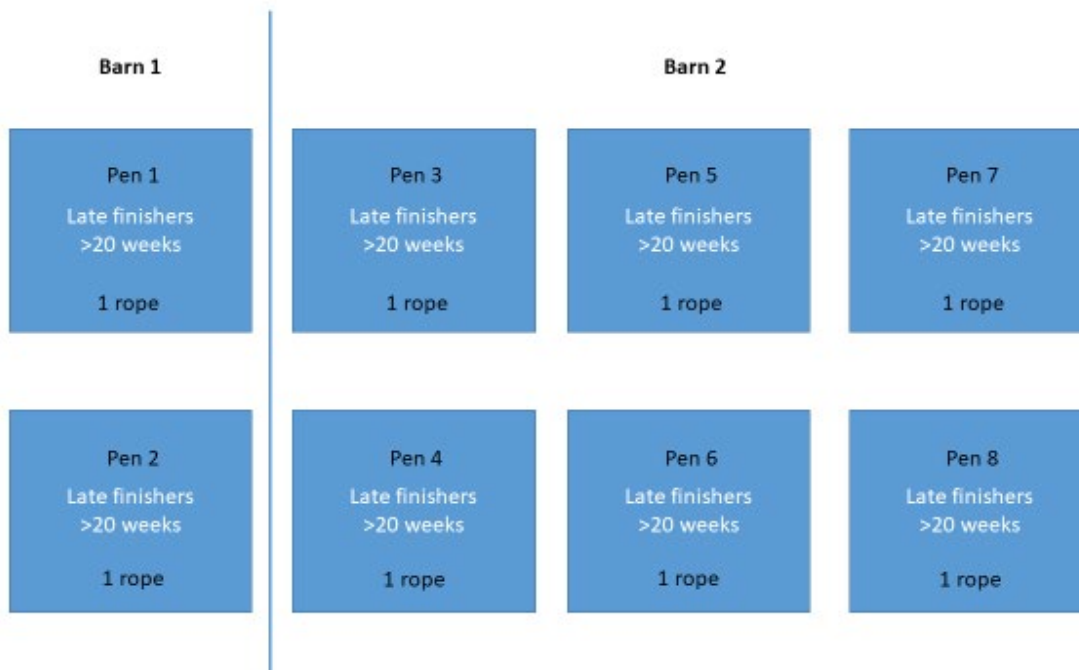 Barn 1
Barn 2
Pen 1
Late finishers
>20 weeks
1 rope
Pen 3
Late finishers
>20 weeks
1 rope
Pen 5
Late finishers
>20 weeks
1 rope
Pen 7
Late finishers
>20 weeks
1 rope
Pen 2
Late finishers
>20 weeks
1 rope
Pen 4
Late finishers
>20 weeks
1 rope
Pen 6
Late finishers
>20 weeks
1 rope
Pen 8
Late finishers
>20 weeks
1 rope